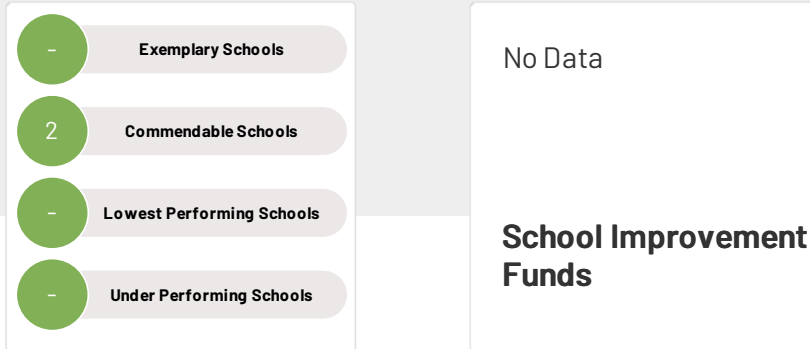 –
Exemplary Schools
2
Commendable Schools
–
Lowest Performing Schools
–
Under Performing Schools
No Data
School Improvement
Funds